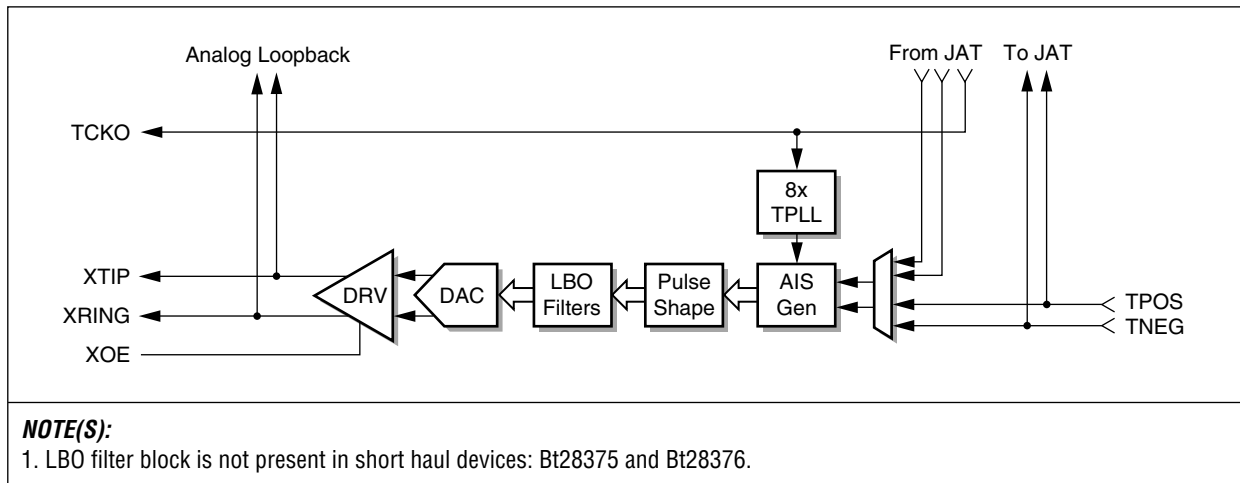 Analog Loopback
From JAT
To JAT
TCKO
8x
TPLL
XTIP
XRING
XOE
DRV
DAC
LBO
Filters
Pulse
Shape
AIS
Gen
TPOS
TNEG
NOTE(S):
1. LBO filter block is not present in short haul devices: Bt28375 and Bt28376.